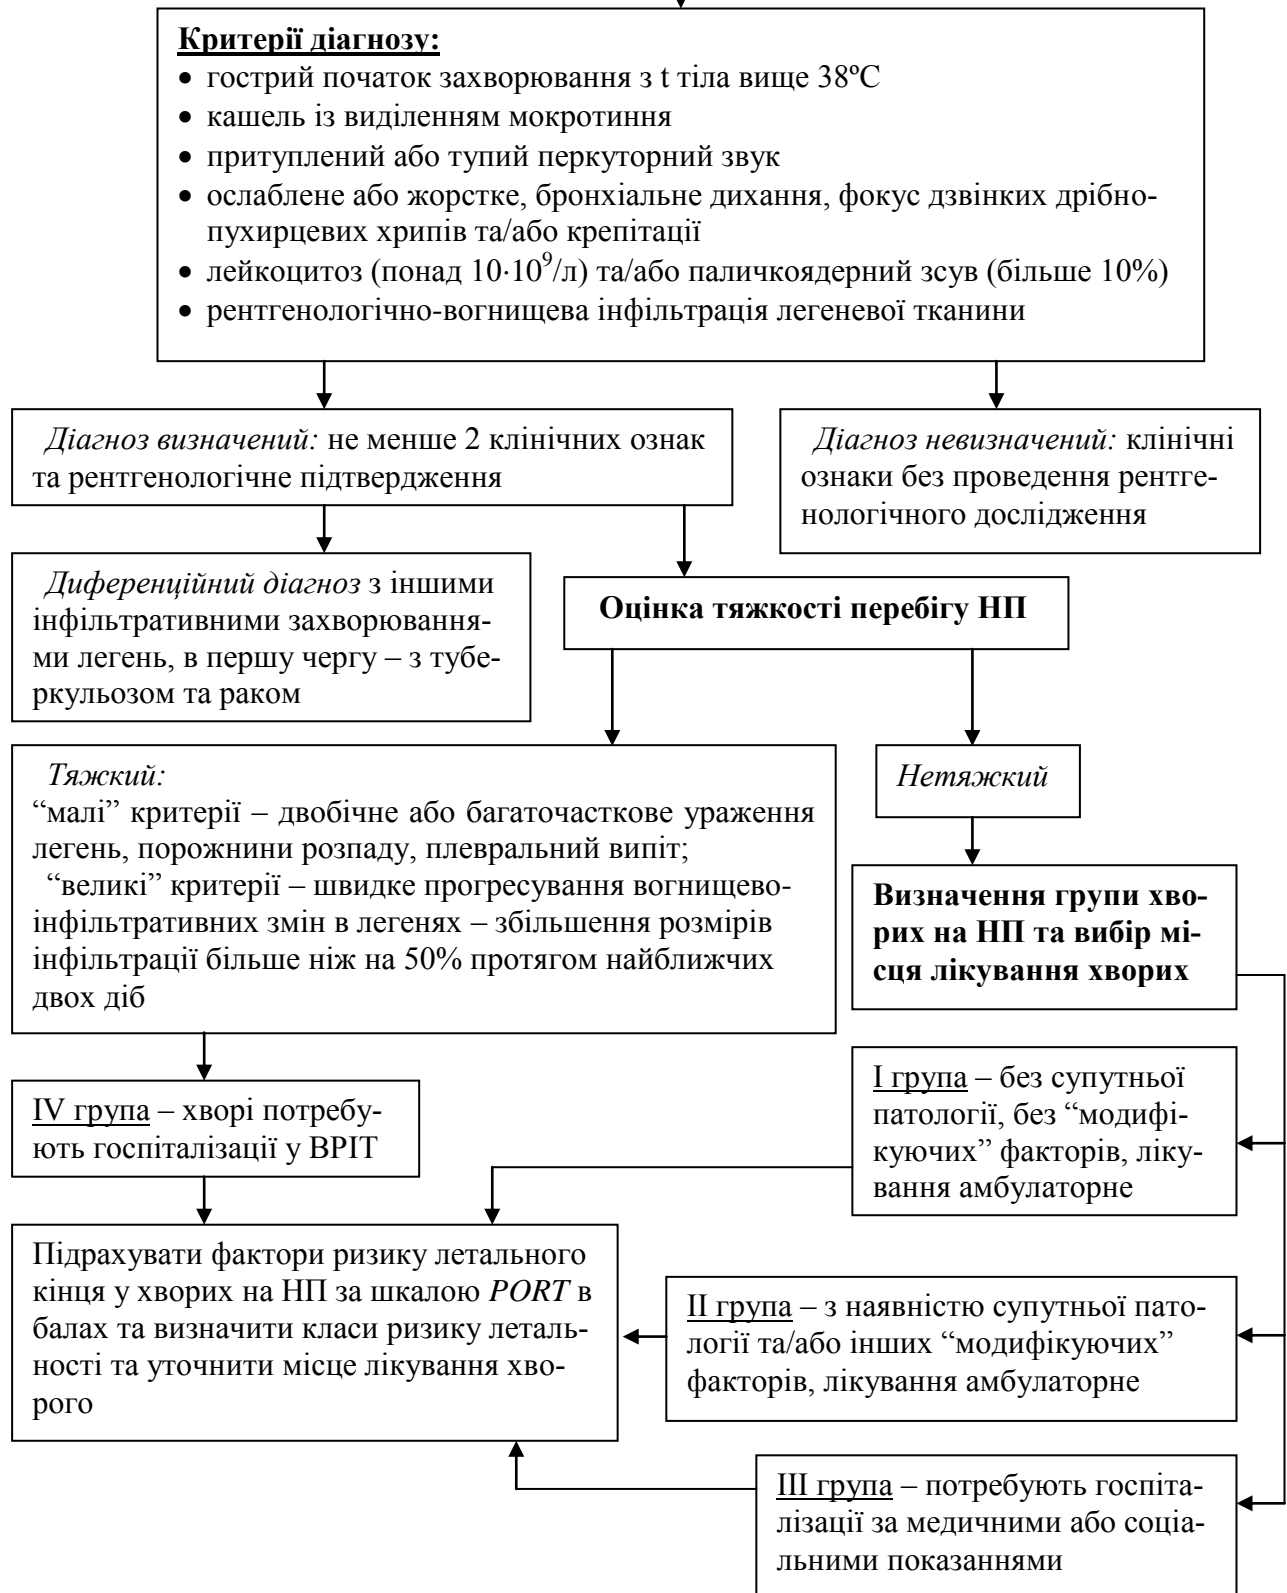 Критерії діагнозу:
• гострий початок захворювання з t тіла вище 38ºС
• кашель із виділенням мокротиння
• притуплений або тупий перкуторний звук
• ослаблене або жорстке, бронхіальне дихання, фокус дзвінких дрібно-
пухирцевих хрипів та/або крепітації
• лейкоцитоз (понад 10·10⁹/л) та/або паличкоядерний зсув (більше 10%)
• рентгенологічно-вогнищева інфільтрація легеневої тканини
Діагноз визначений: не менше 2 клінічних ознак
та рентгенологічне підтвердження
Діагноз невизначений: клінічні
ознаки без проведення рентге-
нологічного дослідження
Диференційний діагноз з іншими
інфільтративними захворювання-
ми легень, в першу чергу – з тубе-
ркульозом та раком
Оцінка тяжкості перебігу НП
Тяжкий:
“малі” критерії – двобічне або багаточасткове ураження
легень, порожнини розпаду, плевральний випіт;
“великі” критерії – швидке прогресування вогнищево-
інфільтративних змін в легенях – збільшення розмірів
інфільтрації більше ніж на 50% протягом найближчих
двох діб
Нетяжкий
Визначення групи хво-
рих на НП та вибір мі-
сця лікування хворих
IV група – хворі потребу-
ють госпіталізації у ВРІТ
І група – без супутньої
патології, без “модифі-
куючих” факторів, ліку-
вання амбулаторне
Підрахувати фактори ризику летального
кінця у хворих на НП за шкалою PORT в
балах та визначити класи ризику леталь-
ності та уточнити місце лікування хво-
рого
ІІ група – з наявністю супутньої пато-
логії та/або інших “модифікуючих”
факторів, лікування амбулаторне
ІІІ група – потребують госпіта-
лізації за медичними або соціа-
льними показаннями